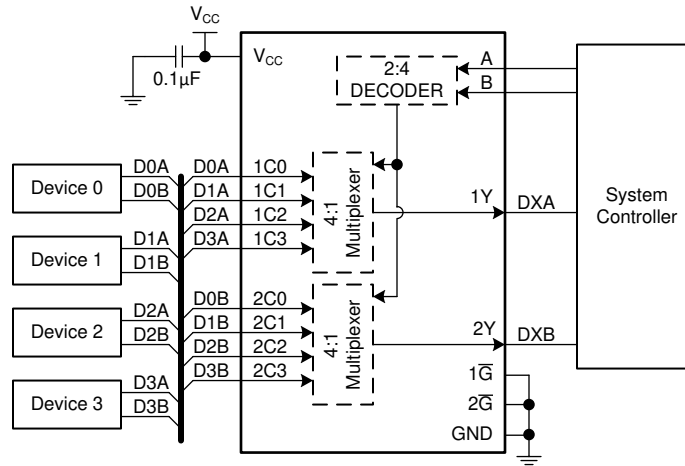 VCC
0.1µF
VCC
2:4
DECODER
A
B
Device 0
D0A
D0B
Device 1
D1A
D1B
Device 2
D2A
D2B
Device 3
D3A
D3B
D0A 1C0
D1A 1C1
D2A 1C2
D3A 1C3
4:1
Multiplexer
1Y DXA
D0B 2C0
D1B 2C1
D2B 2C2
D3B 2C3
4:1
Multiplexer
2Y DXB
1G̅
2G̅
GND
System
Controller